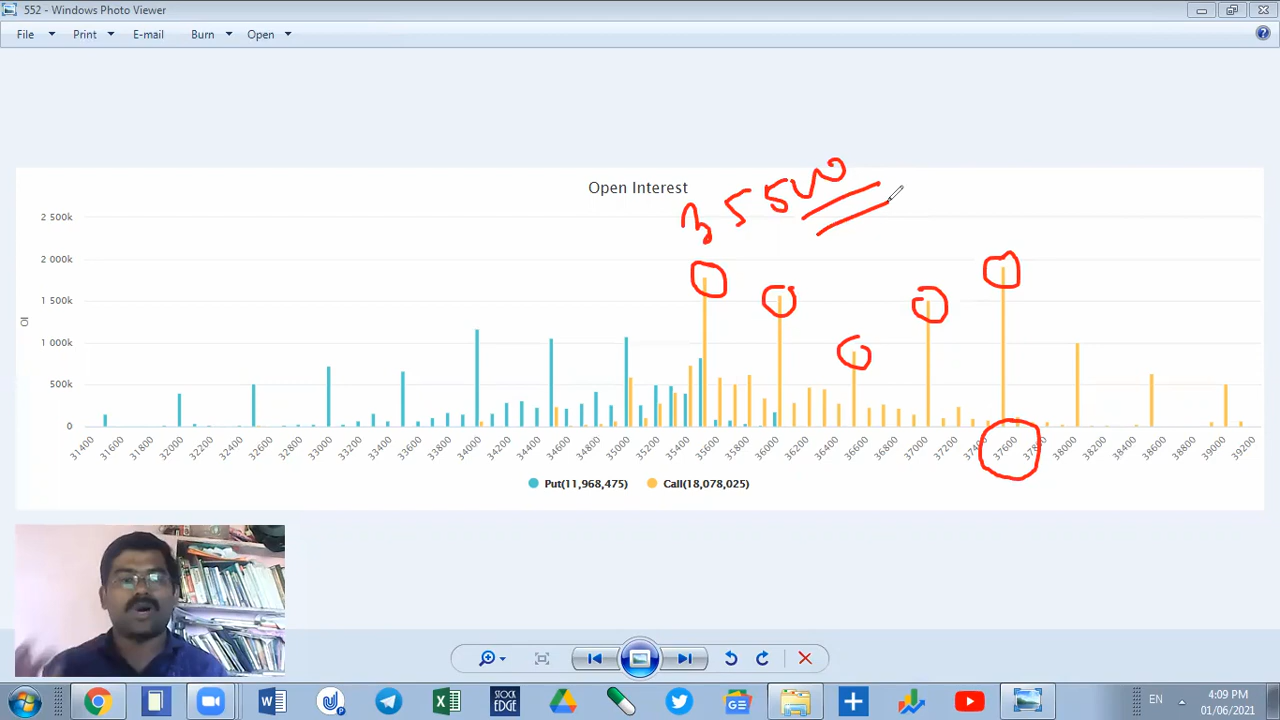 552 - Windows Photo Viewer
File Print E-mail Burn Open
Open Interest
35500
2 500k
2 000k
1 500k
1 000k
500k
0
OI
31400 31600 31800 32000 32200 32400 32600 32800 33000 33200 33400 33600 33800 34000 34200 34400 34600 34800 35000 35200 35400 35600 35800 36000 36200 36400 36600 36800 37000 37200 37400 37600 37800 38000 38200 38400 38600 38800 39000 39200
Put(11,968,475) Call(18,078,025)
STOCK
EDGE
EN
4:09 PM
01/06/2021